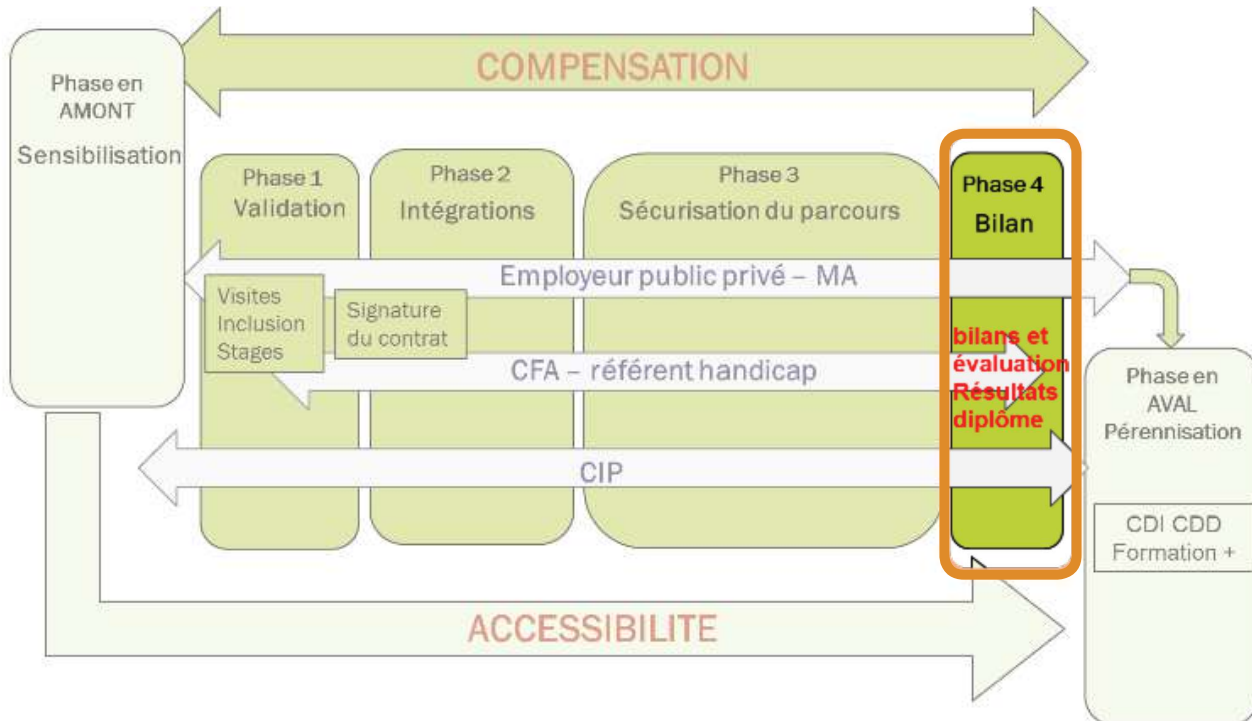 COMPENSATION
Phase en
AMONT
Sensibilisation
Phase 1
Validation
Phase 2
Intégrations
Phase 3
Sécurisation du parcours
Phase 4
Bilan
Employeur public privé – MA
Visites
Inclusion
Stages
Signature
du contrat
CFA – référent handicap
bilans et
évaluation
Résultats
diplôme
CIP
Phase en
AVAL
Pérennisation
CDI CDD
Formation +
ACCESSIBILITE